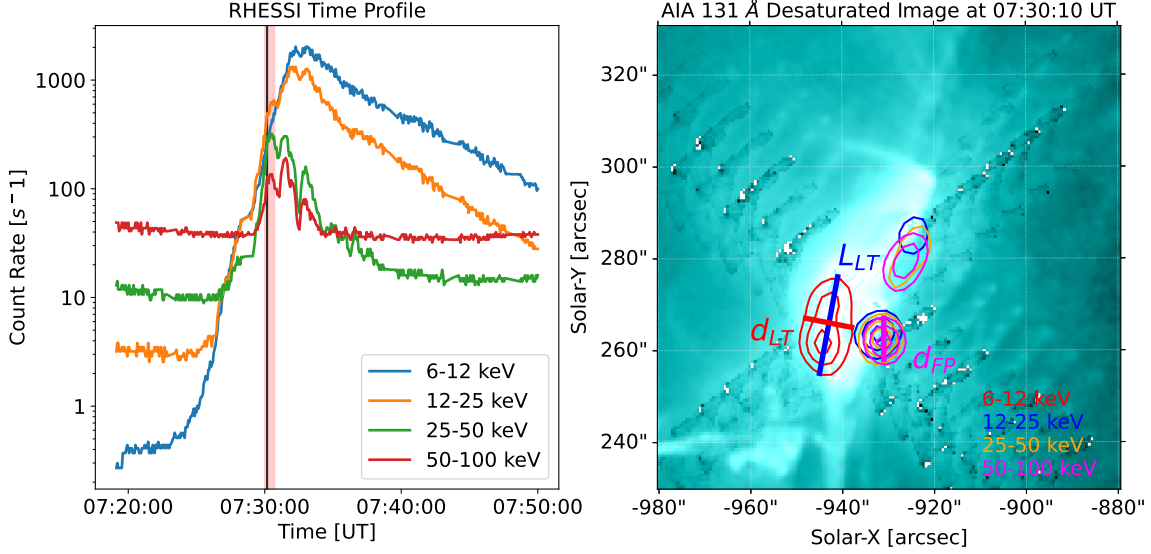 RHESSI Time Profile
Count Rate [s⁻¹]
1000
100
10
1
07:20:00
07:30:00
07:40:00
07:50:00
Time [UT]
6-12 keV
12-25 keV
25-50 keV
50-100 keV
AIA 131 Å Desaturated Image at 07:30:10 UT
Solar-Y [arcsec]
320"
300"
280"
260"
240"
-980"
-960"
-940"
-920"
-900"
-880"
Solar-X [arcsec]
L_LT
d_LT
d_FP
6-12 keV
12-25 keV
25-50 keV
50-100 keV